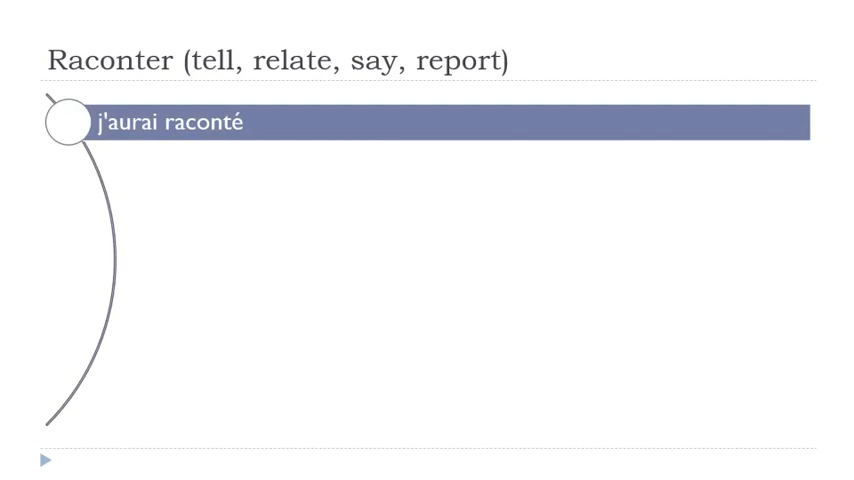 Raconter (tell, relate, say, report)
j'aurai raconté